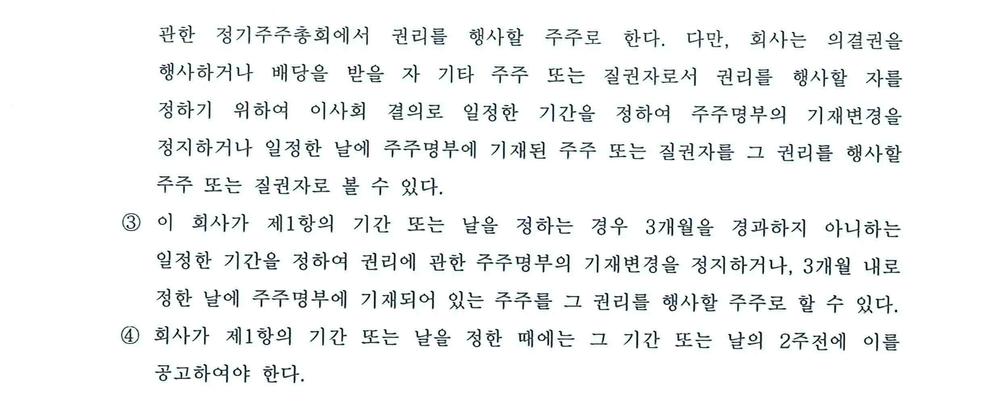 관한 정기주주총회에서 권리를 행사할 주주로 한다. 다만, 회사는 의결권을
행사하거나 배당을 받을 자 기타 주주 또는 질권자로서 권리를 행사할 자를
정하기 위하여 이사회 결의로 일정한 기간을 정하여 주주명부의 기재변경을
정지하거나 일정한 날에 주주명부에 기재된 주주 또는 질권자를 그 권리를 행사할
주주 또는 질권자로 볼 수 있다.
③ 이 회사가 제1항의 기간 또는 날을 정하는 경우 3개월을 경과하지 아니하는
일정한 기간을 정하여 권리에 관한 주주명부의 기재변경을 정지하거나, 3개월 내로
정한 날에 주주명부에 기재되어 있는 주주를 그 권리를 행사할 주주로 할 수 있다.
④ 회사가 제1항의 기간 또는 날을 정한 때에는 그 기간 또는 날의 2주전에 이를
공고하여야 한다.